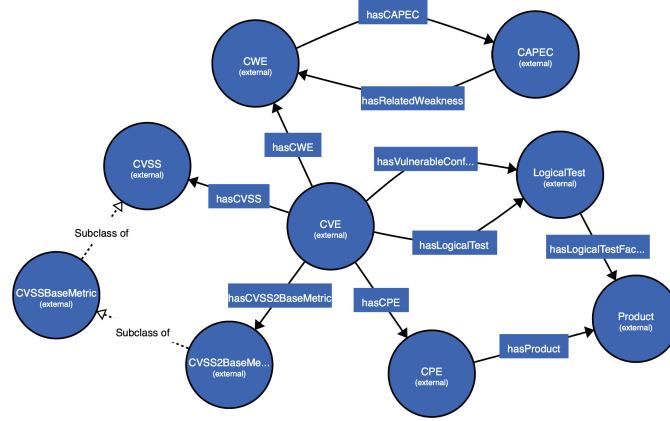 hasCAPEC
CWE
(external)
CAPEC
(external)
hasRelatedWeakness
hasCWE
hasVulnerableConf...
CVSS
(external)
LogicalTest
(external)
hasCVSS
CVE
(external)
Subclass of
hasLogicalTest
hasLogicalTestFac...
CVSSBaseMetric
(external)
hasCVSS2BaseMetric
hasCPE
Product
(external)
Subclass of
hasProduct
CVSS2BaseMe...
(external)
CPE
(external)